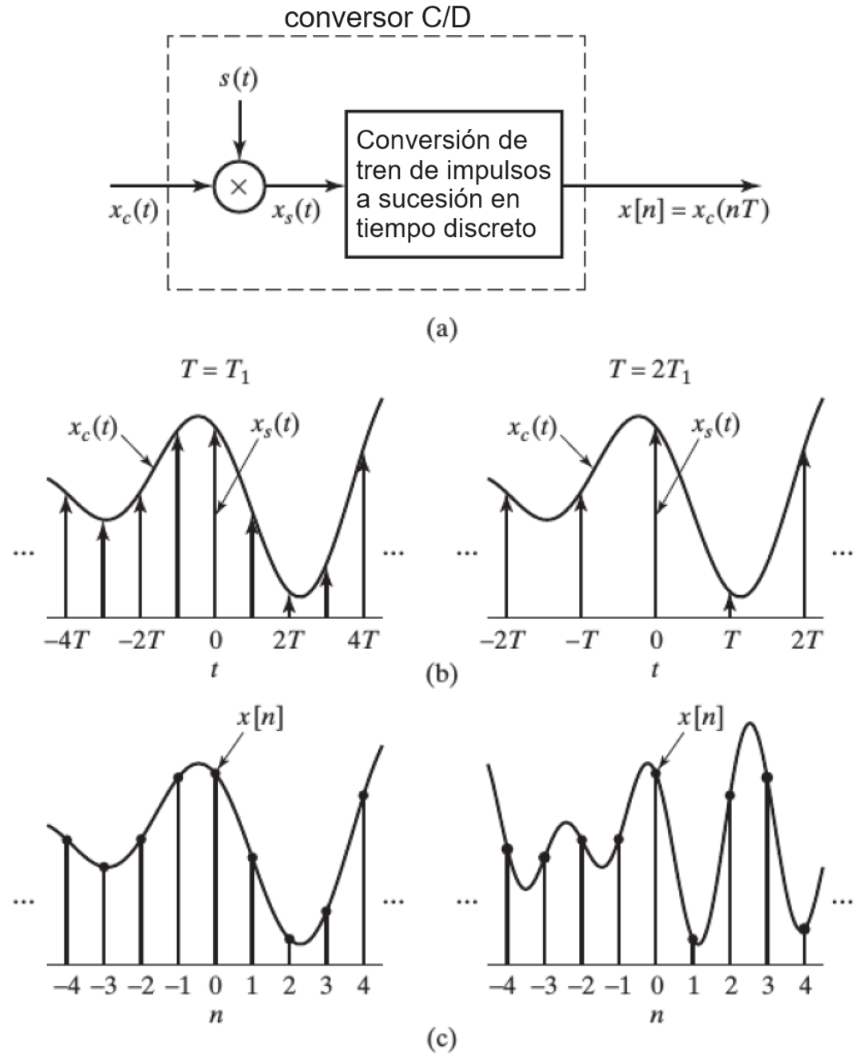 conversor C/D
s(t)
Conversión de
tren de impulsos
a sucesión en
tiempo discreto
×
x_c(t)
x_s(t)
x[n] = x_c(nT)
(a)
T = T_1
T = 2T_1
x_c(t)
x_s(t)
x_c(t)
x_s(t)
... ... ... ...
−4T −2T 0 2T 4T
−2T −T 0 T 2T
t
t
(b)
x[n]
x[n]
... ... ... ...
−4 −3 −2 −1 0 1 2 3 4
−4 −3 −2 −1 0 1 2 3 4
n
n
(c)